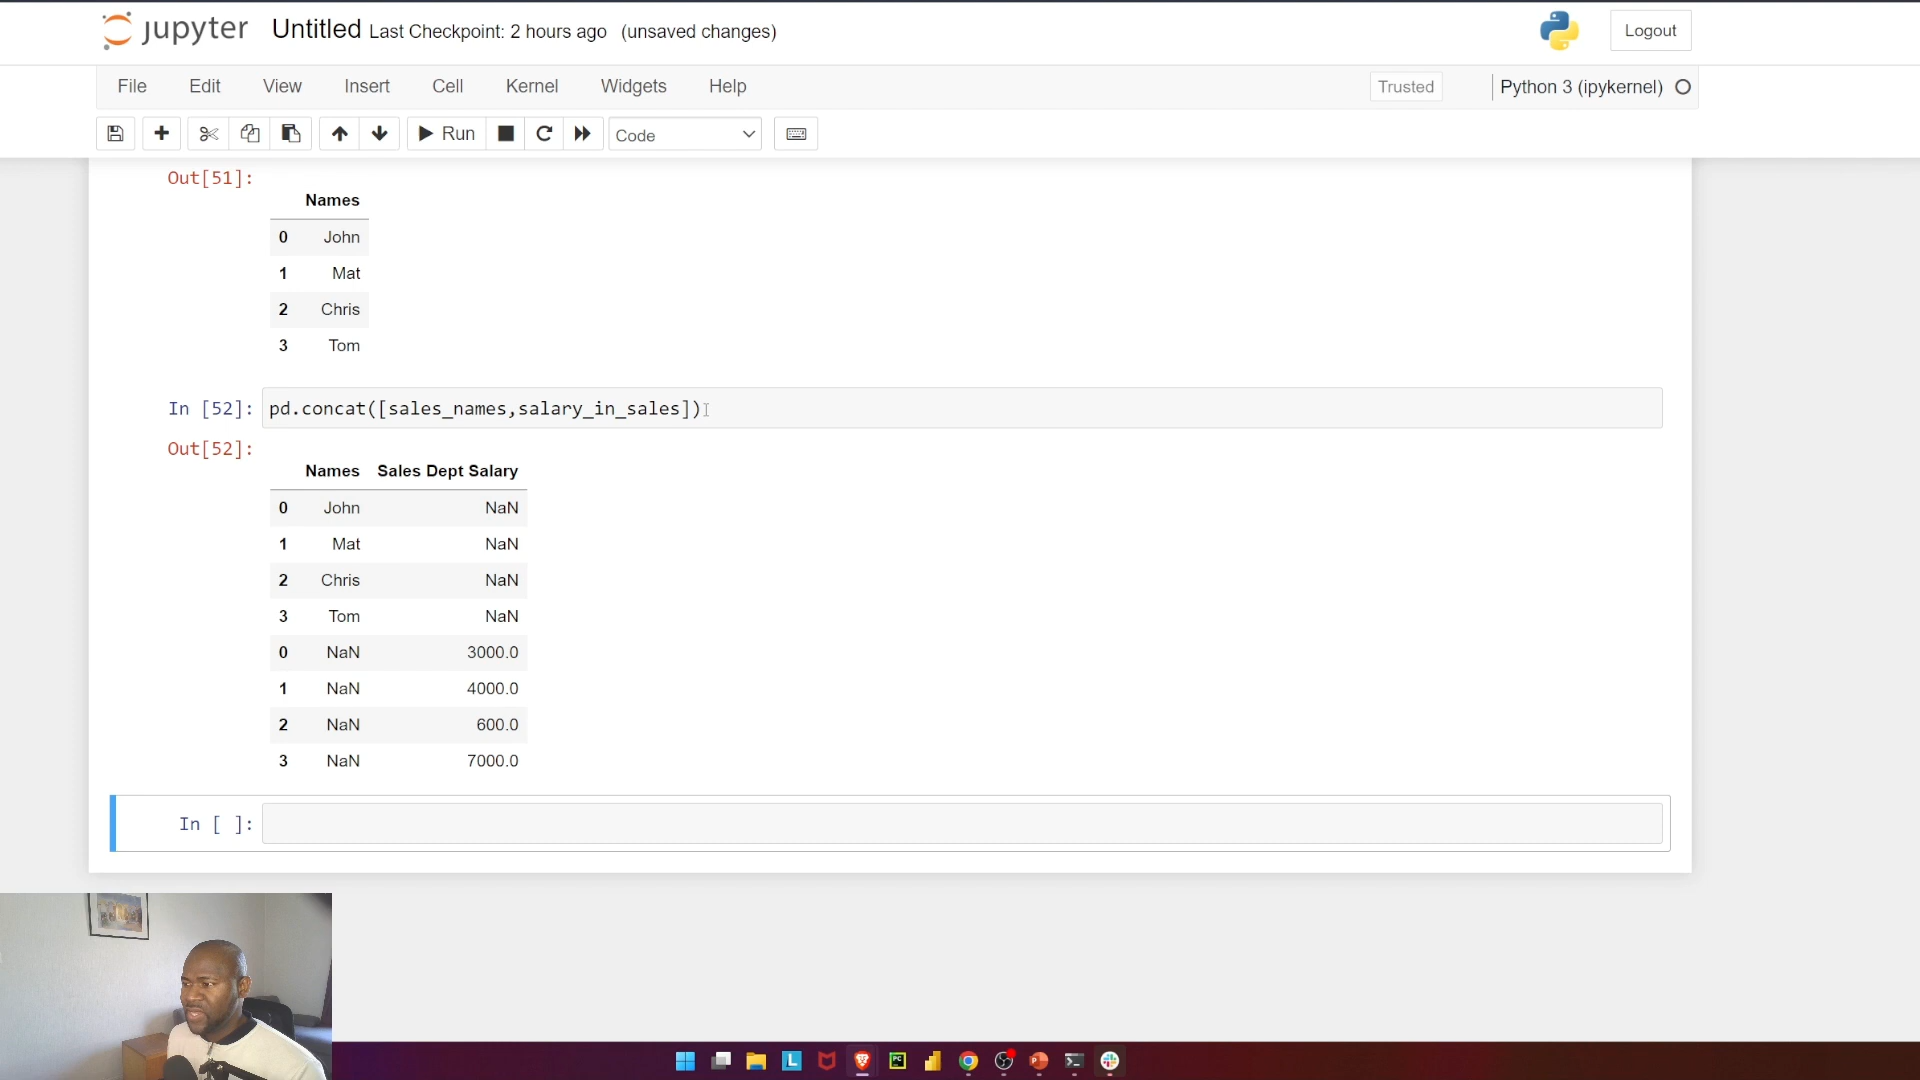 jupyter Untitled Last Checkpoint: 2 hours ago (unsaved changes) Logout
File Edit View Insert Cell Kernel Widgets Help Trusted Python 3 (ipykernel)
Run Code
Out[51]:
Names
0 John
1 Mat
2 Chris
3 Tom
In [52]: pd.concat([sales_names,salary_in_sales])
Out[52]:
Names Sales Dept Salary
0 John NaN
1 Mat NaN
2 Chris NaN
3 Tom NaN
0 NaN 3000.0
1 NaN 4000.0
2 NaN 600.0
3 NaN 7000.0
In [ ]:
L PC